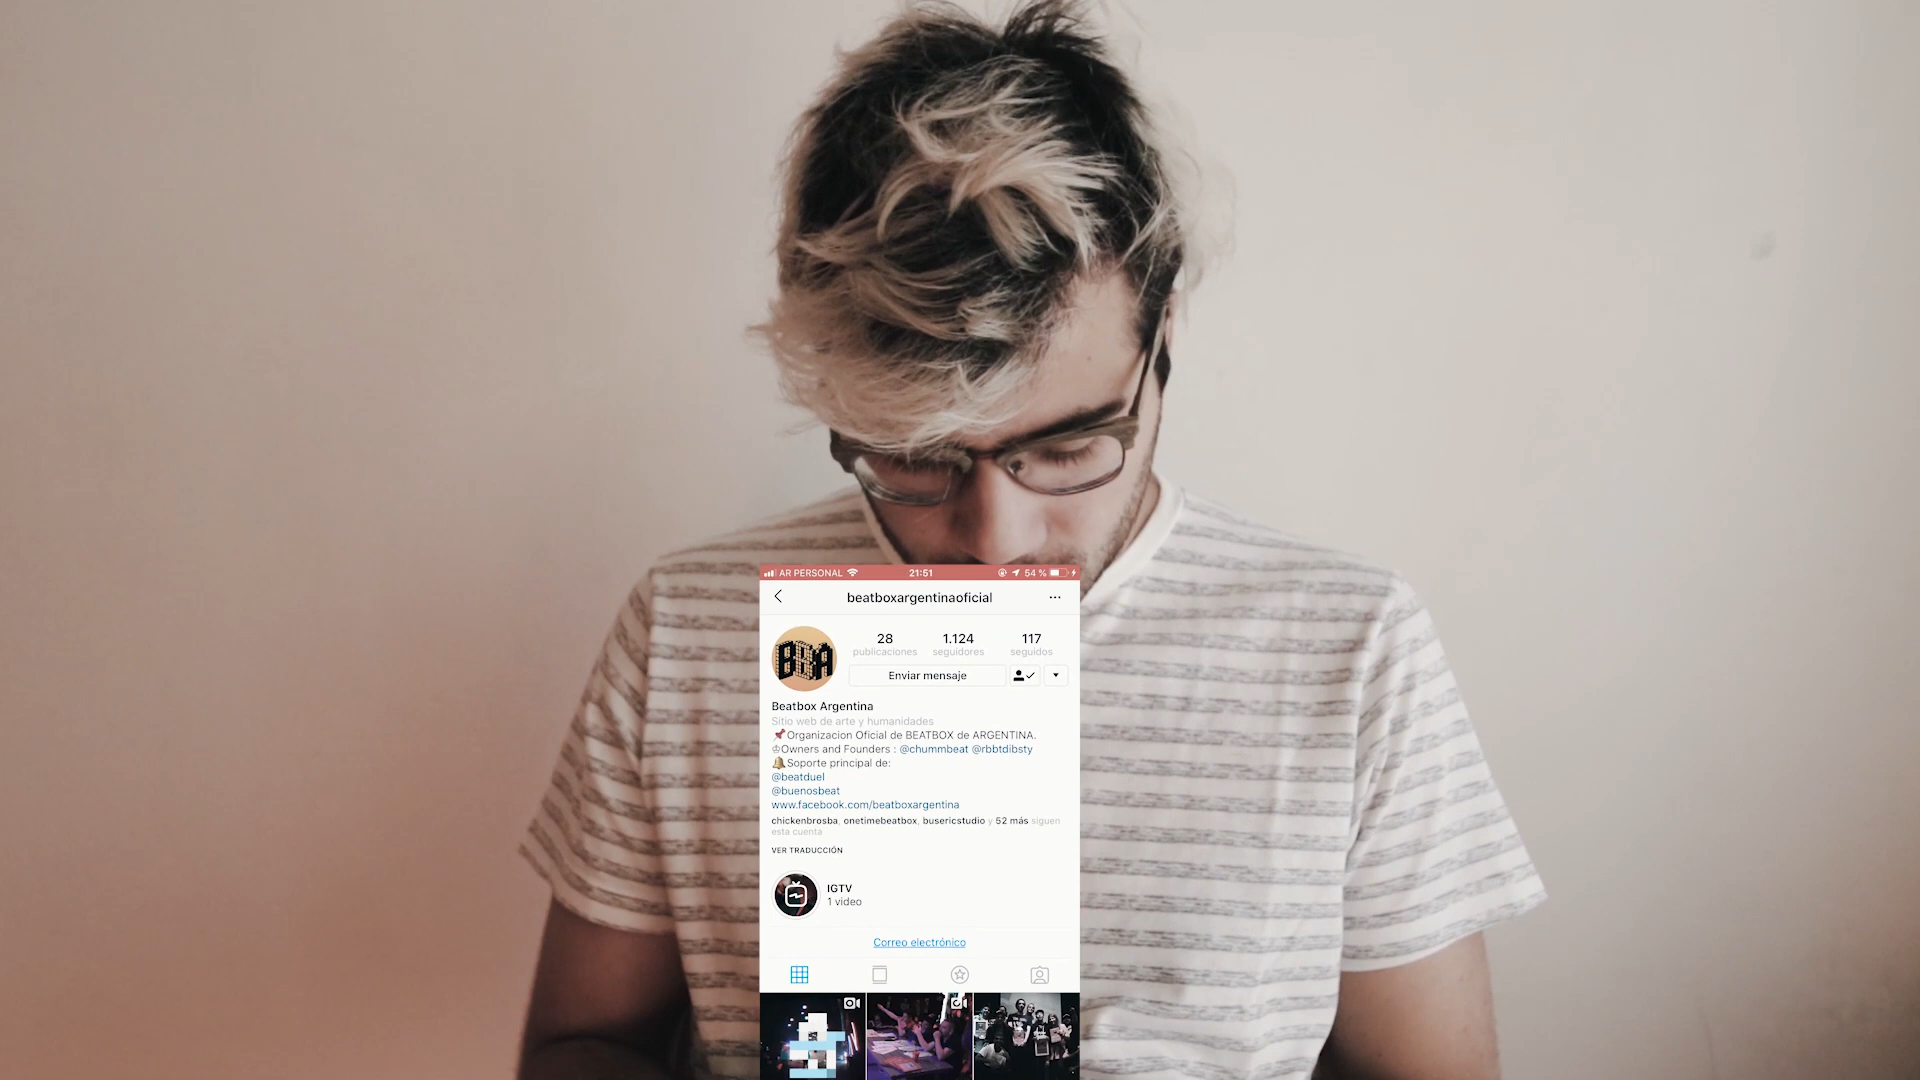 AR PERSONAL 21:51 54 %
beatboxargentinaoficial
28 1.124 117
publicaciones seguidores seguidos
Enviar mensaje
BA
Beatbox Argentina
Sitio web de arte y humanidades
📌Organizacion Oficial de BEATBOX de ARGENTINA.
♔Owners and Founders : @chummbeat @rbbtdibsty
🔔Soporte principal de:
@beatduel
@buenosbeat
www.facebook.com/beatboxargentina
chickenbrosba, onetimebeatbox, busericstudio y 52 más siguen
esta cuenta
VER TRADUCCIÓN
IGTV
1 video
Correo electrónico